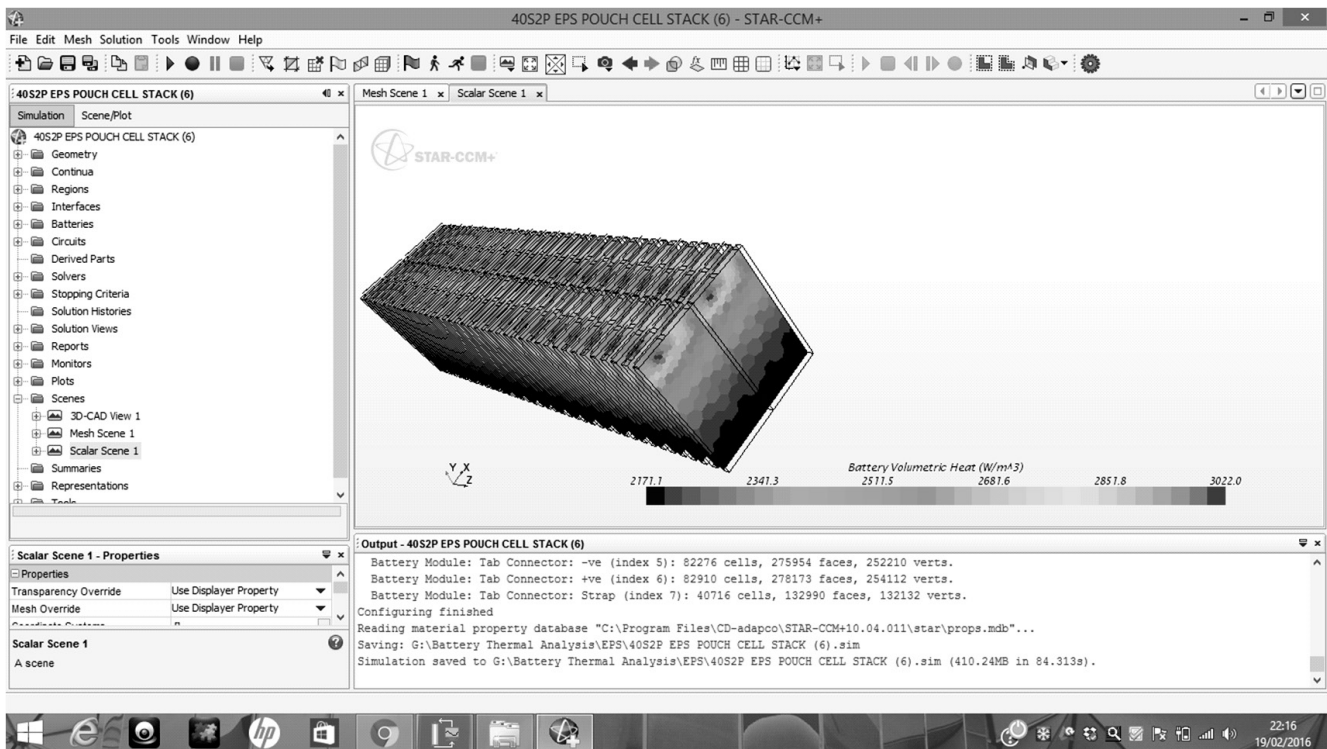 40S2P EPS POUCH CELL STACK (6) - STAR-CCM+
File Edit Mesh Solution Tools Window Help
40S2P EPS POUCH CELL STACK (6)
Mesh Scene 1 x Scalar Scene 1 x
Simulation Scene/Plot
40S2P EPS POUCH CELL STACK (6)
Geometry
Continua
Regions
Interfaces
Batteries
Circuits
Derived Parts
Solvers
Stopping Criteria
Solution Histories
Solution Views
Reports
Monitors
Plots
Scenes
3D-CAD View 1
Mesh Scene 1
Scalar Scene 1
Summaries
Representations
Tools
STAR-CCM+
Y X
Z
Battery Volumetric Heat (W/m^3)
2171.1 2341.3 2511.5 2681.6 2851.8 3022.0
Scalar Scene 1 - Properties
Properties
Transparency Override Use Displayer Property
Mesh Override Use Displayer Property
Scalar Scene 1
A scene
Output - 40S2P EPS POUCH CELL STACK (6)
Battery Module: Tab Connector: -ve (index 5): 82276 cells, 275954 faces, 252210 verts.
Battery Module: Tab Connector: +ve (index 6): 82910 cells, 278173 faces, 254112 verts.
Battery Module: Tab Connector: Strap (index 7): 40716 cells, 132990 faces, 132132 verts.
Configuring finished
Reading material property database "C:\Program Files\CD-adapco\STAR-CCM+10.04.011\star\props.mdb"...
Saving: G:\Battery Thermal Analysis\EPS\40S2P EPS POUCH CELL STACK (6).sim
Simulation saved to G:\Battery Thermal Analysis\EPS\40S2P EPS POUCH CELL STACK (6).sim (410.24MB in 84.313s).
hp
22:16
19/02/2016